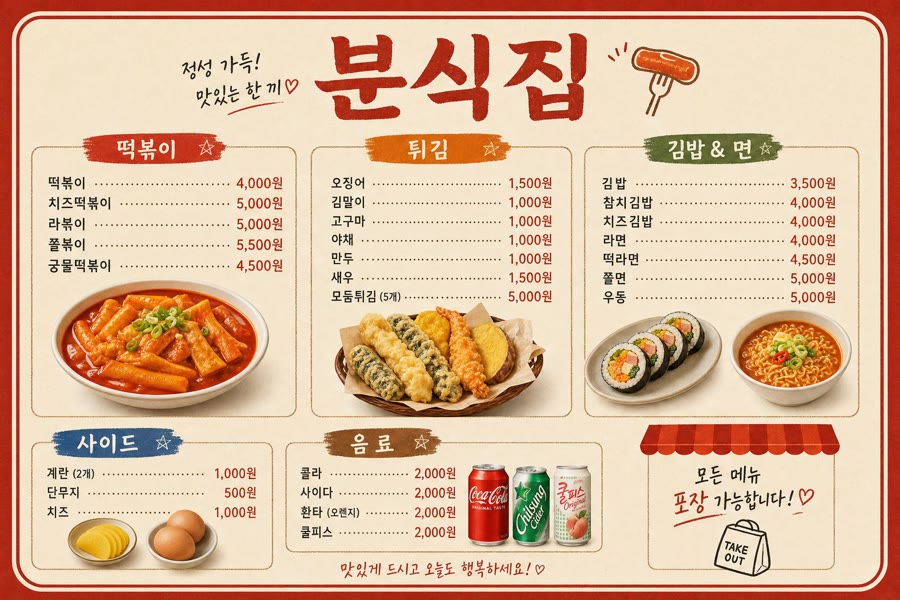 정성 가득!
맛있는 한 끼♡
분식집
떡볶이 ☆
떡볶이 4,000원
치즈떡볶이 5,000원
라볶이 5,000원
쫄볶이 5,500원
궁물떡볶이 4,500원
튀김 ☆
오징어 1,500원
김말이 1,000원
고구마 1,000원
야채 1,000원
만두 1,000원
새우 1,500원
모둠튀김 (5개) 5,000원
김밥 & 면 ☆
김밥 3,500원
참치김밥 4,000원
치즈김밥 4,000원
라면 4,000원
떡라면 4,500원
쫄면 5,000원
우동 5,000원
사이드 ☆
계란 (2개) 1,000원
단무지 500원
치즈 1,000원
음료 ☆
콜라 2,000원
사이다 2,000원
환타 (오렌지) 2,000원
쿨피스 2,000원
Coca-Cola
ORIGINAL TASTE
Chilsung
Cider
쿨피스
Original
모든 메뉴
포장 가능합니다!♡
TAKE
OUT
맛있게 드시고 오늘도 행복하세요!♡